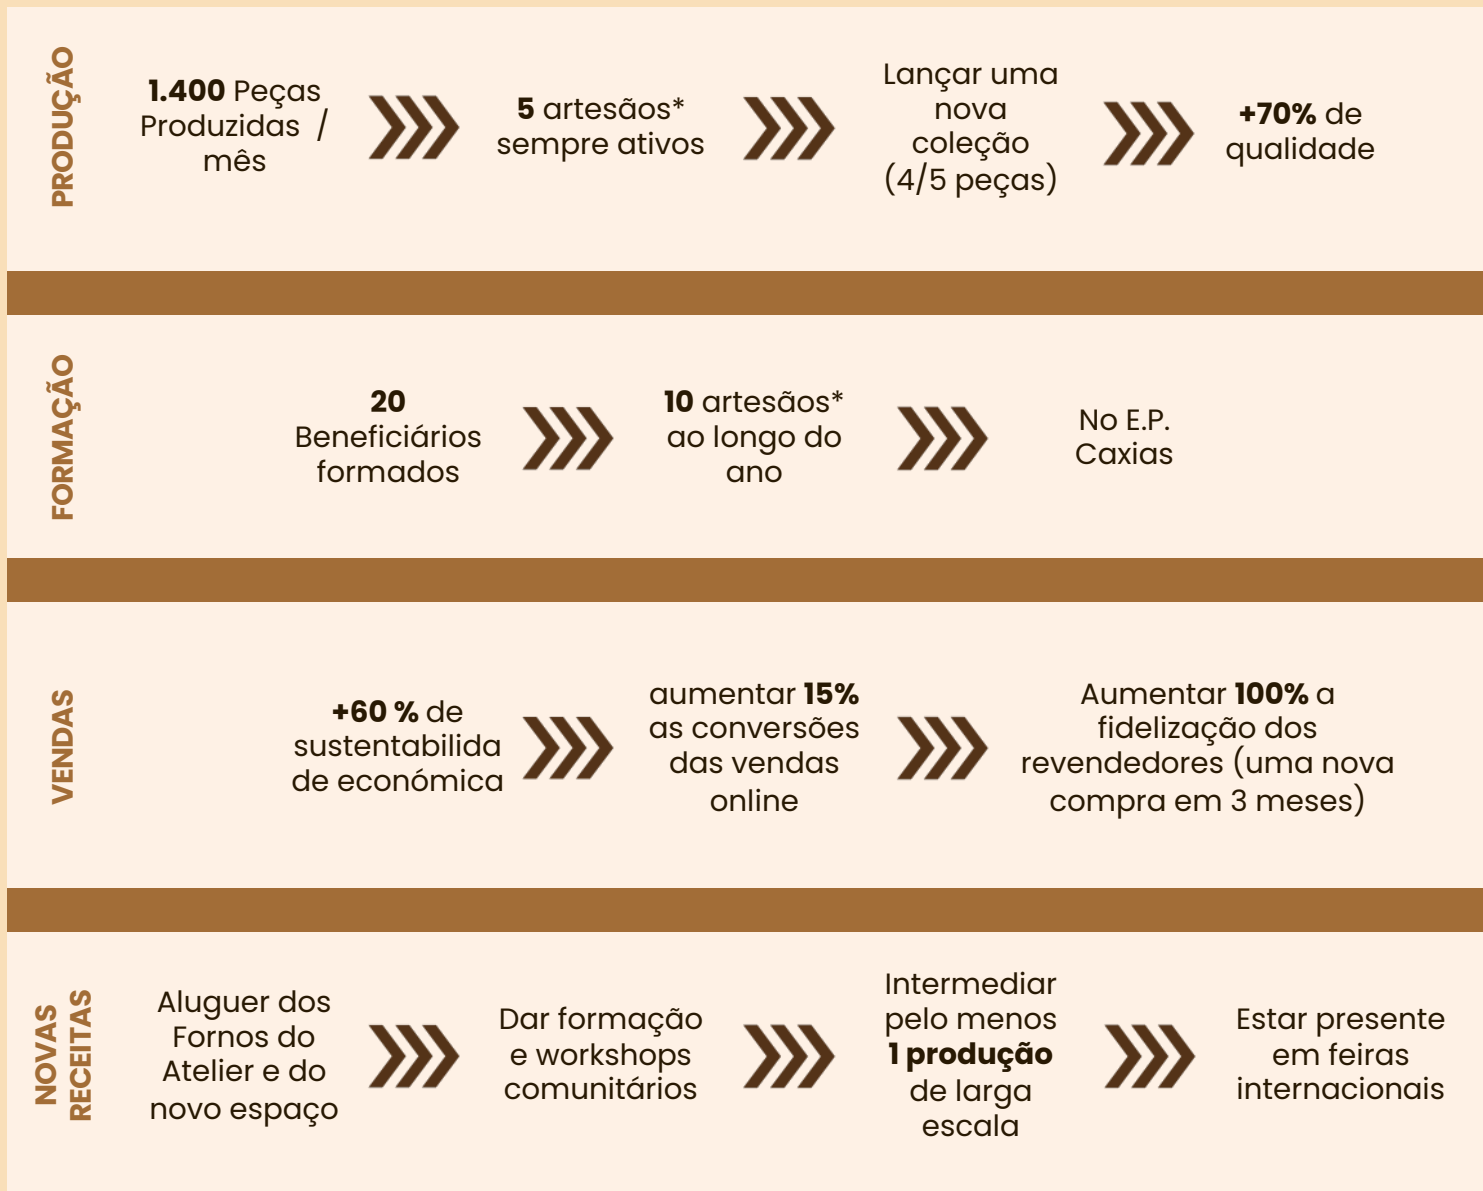 PRODUÇÃO
1.400 Peças
Produzidas /
mês
5 artesãos*
sempre ativos
Lançar uma
nova
coleção
(4/5 peças)
+70% de
qualidade
FORMAÇÃO
20
Beneficiários
formados
10 artesãos*
ao longo do
ano
No E.P.
Caxias
VENDAS
+60 % de
sustentabilida
de económica
aumentar 15%
as conversões
das vendas
online
Aumentar 100% a
fidelização dos
revendedores (uma nova
compra em 3 meses)
NOVAS
RECEITAS
Aluguer dos
Fornos do
Atelier e do
novo espaço
Dar formação
e workshops
comunitários
Intermediar
pelo menos
1 produção
de larga
escala
Estar presente
em feiras
internacionais